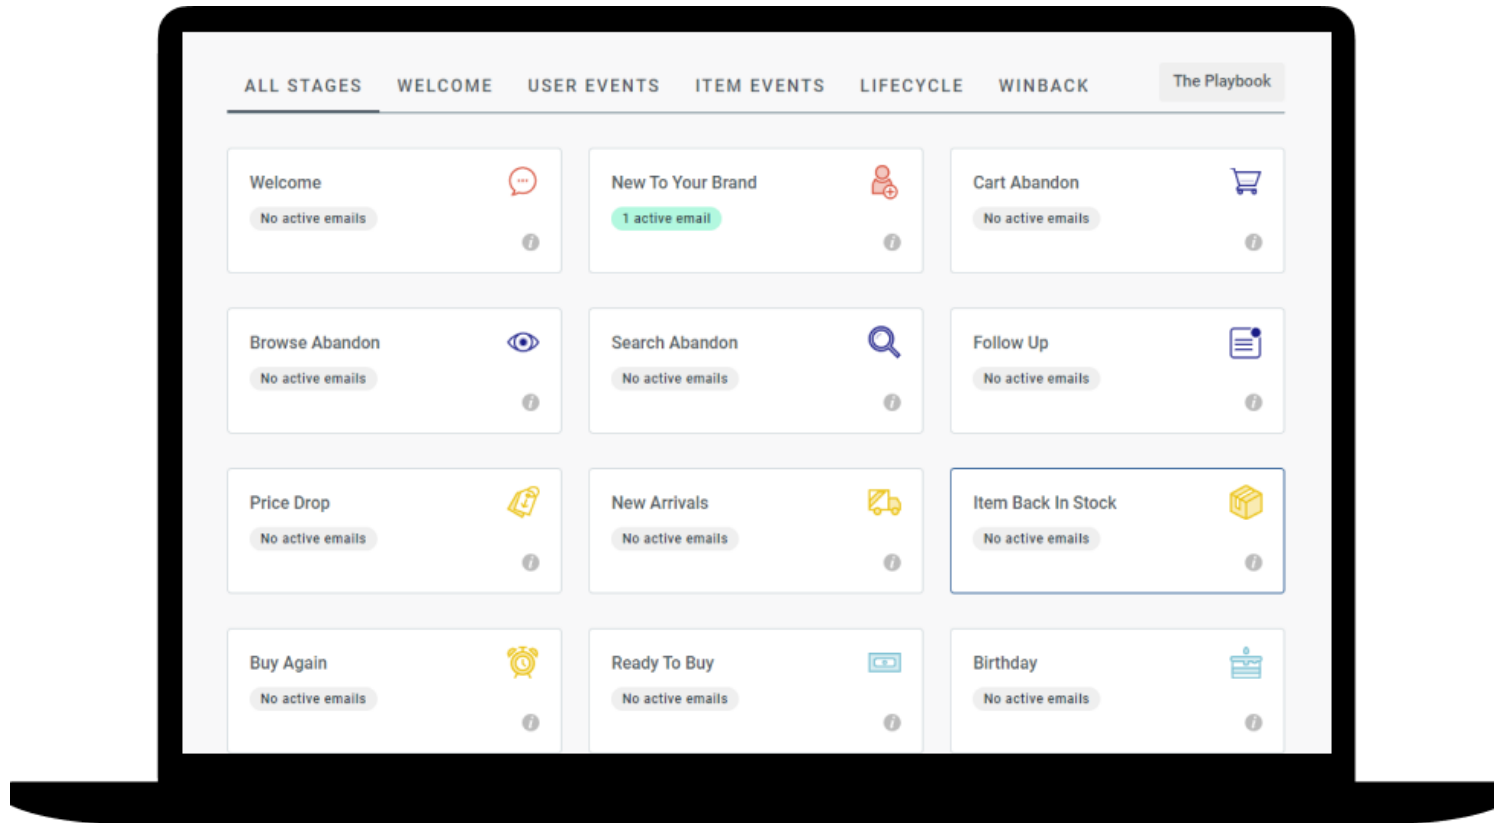 ALL STAGES WELCOME USER EVENTS ITEM EVENTS LIFECYCLE WINBACK The Playbook
Welcome
No active emails
New To Your Brand
1 active email
Cart Abandon
No active emails
Browse Abandon
No active emails
Search Abandon
No active emails
Follow Up
No active emails
Price Drop
No active emails
New Arrivals
No active emails
Item Back In Stock
No active emails
Buy Again
No active emails
Ready To Buy
No active emails
Birthday
No active emails